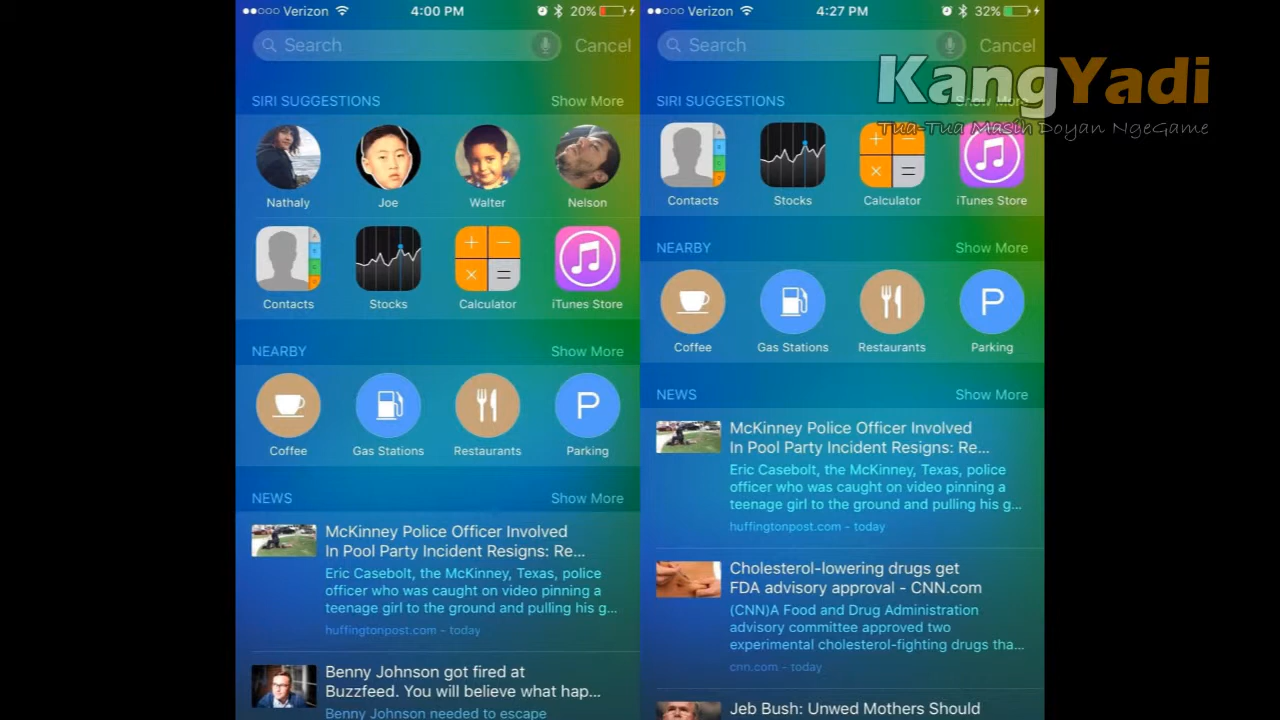 Verizon 4:00 PM 20%
Search Cancel
SIRI SUGGESTIONS Show More
Nathaly Joe Walter Nelson
Contacts Stocks Calculator iTunes Store
NEARBY Show More
P
Coffee Gas Stations Restaurants Parking
NEWS Show More
McKinney Police Officer Involved
In Pool Party Incident Resigns: Re...
Eric Casebolt, the McKinney, Texas, police
officer who was caught on video pinning a
teenage girl to the ground and pulling his g...
huffingtonpost.com - today
Benny Johnson got fired at
Buzzfeed. You will believe what hap...
Benny Johnson needed to escape
Verizon 4:27 PM 32%
Search Cancel
KangYadi
Tua-Tua Masih Doyan NgeGame
SIRI SUGGESTIONS Show More
Contacts Stocks Calculator iTunes Store
NEARBY Show More
P
Coffee Gas Stations Restaurants Parking
NEWS Show More
McKinney Police Officer Involved
In Pool Party Incident Resigns: Re...
Eric Casebolt, the McKinney, Texas, police
officer who was caught on video pinning a
teenage girl to the ground and pulling his g...
huffingtonpost.com - today
Cholesterol-lowering drugs get
FDA advisory approval - CNN.com
(CNN)A Food and Drug Administration
advisory committee approved two
experimental cholesterol-fighting drugs tha...
cnn.com - today
Jeb Bush: Unwed Mothers Should